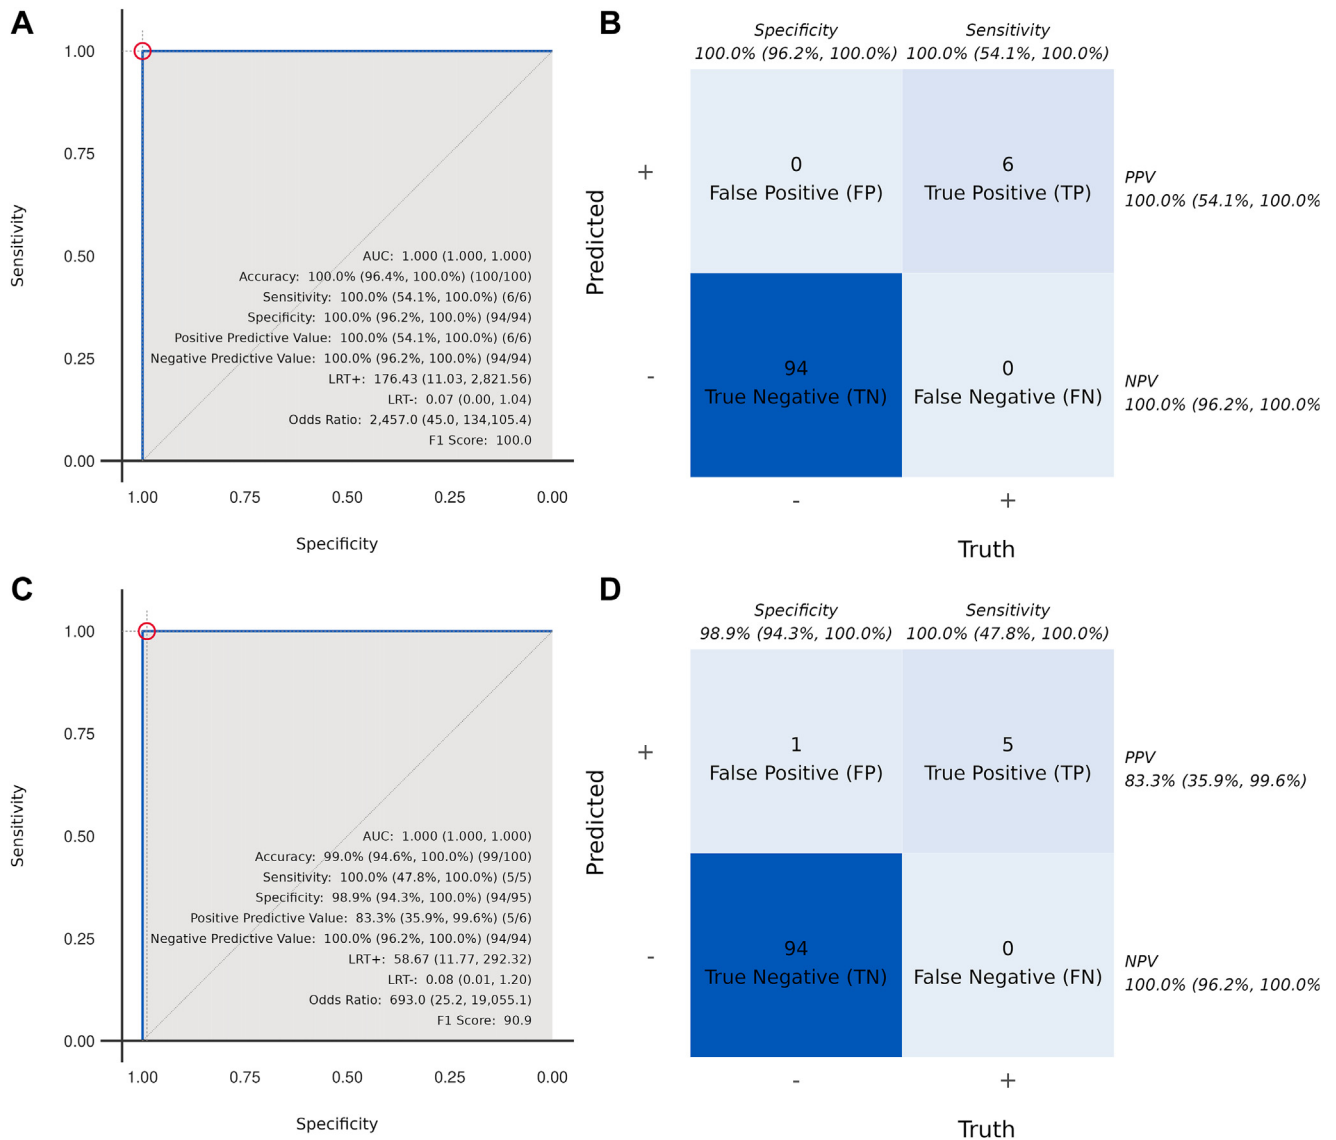 A
1.00
0.75
0.50
0.25
0.00
Sensitivity
AUC: 1.000 (1.000, 1.000)
Accuracy: 100.0% (96.4%, 100.0%) (100/100)
Sensitivity: 100.0% (54.1%, 100.0%) (6/6)
Specificity: 100.0% (96.2%, 100.0%) (94/94)
Positive Predictive Value: 100.0% (54.1%, 100.0%) (6/6)
Negative Predictive Value: 100.0% (96.2%, 100.0%) (94/94)
LRT+: 176.43 (11.03, 2,821.56)
LRT-: 0.07 (0.00, 1.04)
Odds Ratio: 2,457.0 (45.0, 134,105.4)
F1 Score: 100.0
1.00 0.75 0.50 0.25 0.00
Specificity
B
Specificity
100.0% (96.2%, 100.0%)
Sensitivity
100.0% (54.1%, 100.0%)
Predicted
+
0
False Positive (FP)
6
True Positive (TP)
PPV
100.0% (54.1%, 100.0%
-
94
True Negative (TN)
0
False Negative (FN)
NPV
100.0% (96.2%, 100.0%
- +
Truth
C
1.00
0.75
0.50
0.25
0.00
Sensitivity
AUC: 1.000 (1.000, 1.000)
Accuracy: 99.0% (94.6%, 100.0%) (99/100)
Sensitivity: 100.0% (47.8%, 100.0%) (5/5)
Specificity: 98.9% (94.3%, 100.0%) (94/95)
Positive Predictive Value: 83.3% (35.9%, 99.6%) (5/6)
Negative Predictive Value: 100.0% (96.2%, 100.0%) (94/94)
LRT+: 58.67 (11.77, 292.32)
LRT-: 0.08 (0.01, 1.20)
Odds Ratio: 693.0 (25.2, 19,055.1)
F1 Score: 90.9
1.00 0.75 0.50 0.25 0.00
Specificity
D
Specificity
98.9% (94.3%, 100.0%)
Sensitivity
100.0% (47.8%, 100.0%)
Predicted
+
1
False Positive (FP)
5
True Positive (TP)
PPV
83.3% (35.9%, 99.6%)
-
94
True Negative (TN)
0
False Negative (FN)
NPV
100.0% (96.2%, 100.0%
- +
Truth